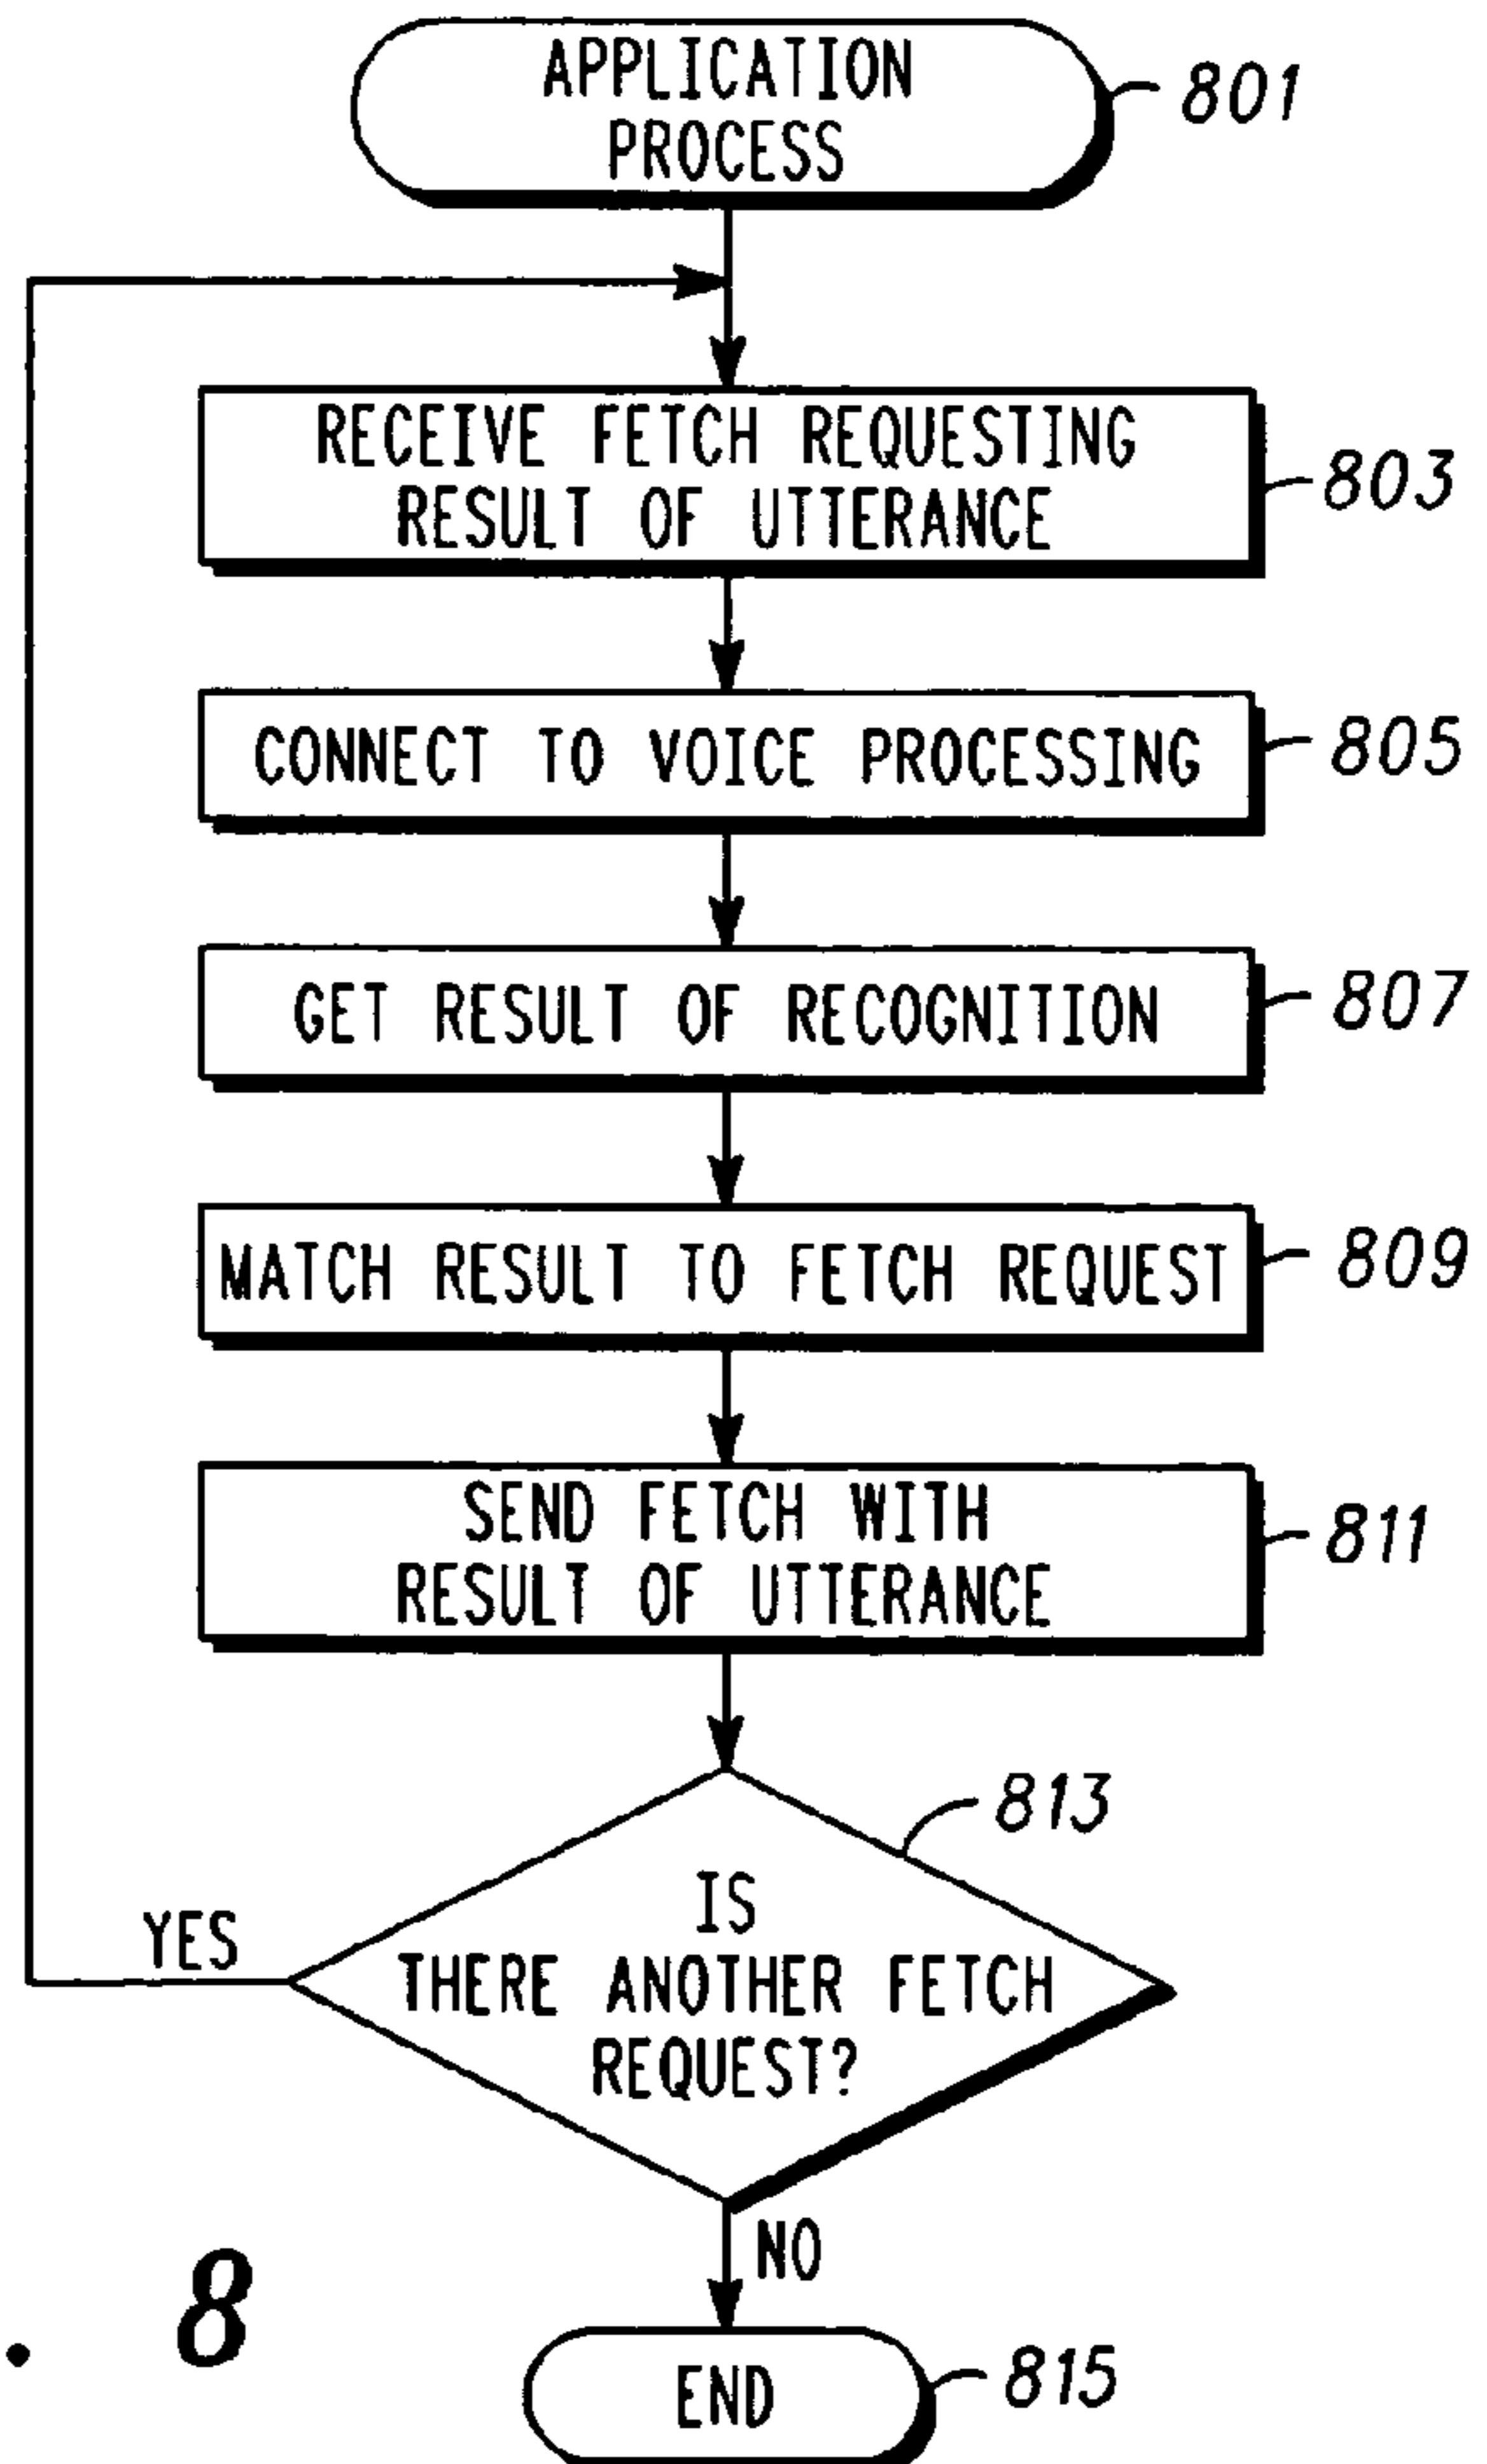 APPLICATION
PROCESS
801
RECEIVE FETCH REQUESTING
RESULT OF UTTERANCE
803
CONNECT TO VOICE PROCESSING
805
GET RESULT OF RECOGNITION
807
MATCH RESULT TO FETCH REQUEST
809
SEND FETCH WITH
RESULT OF UTTERANCE
811
813
IS
THERE ANOTHER FETCH
REQUEST?
YES
NO
. 8
END
815